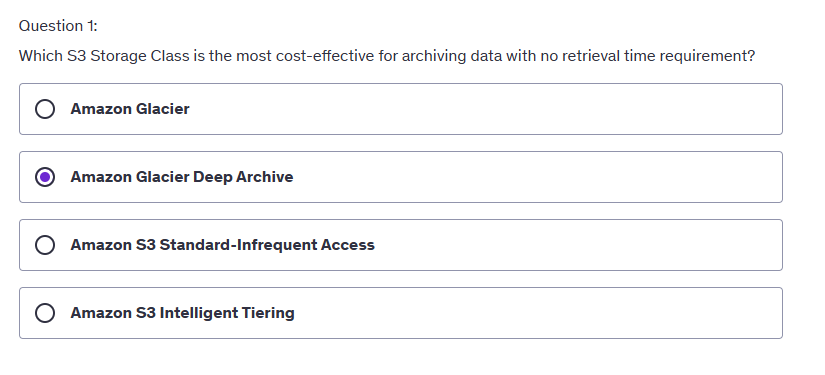 Question 1:
Which S3 Storage Class is the most cost-effective for archiving data with no retrieval time requirement?
Amazon Glacier
Amazon Glacier Deep Archive
Amazon S3 Standard-Infrequent Access
Amazon S3 Intelligent Tiering